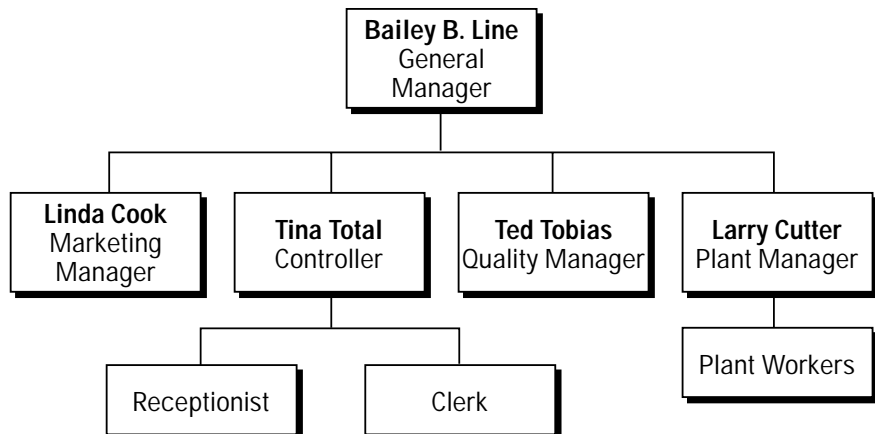 Bailey B. Line
General
Manager
Linda Cook
Marketing
Manager
Tina Total
Controller
Ted Tobias
Quality Manager
Larry Cutter
Plant Manager
Receptionist
Clerk
Plant Workers